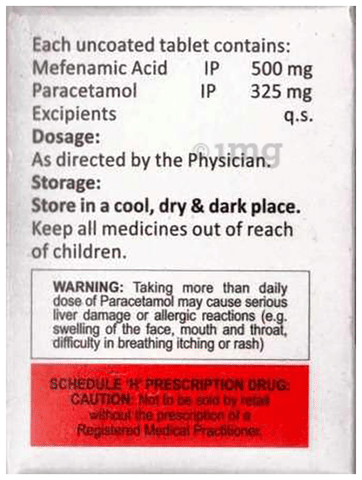 Each uncoated tablet contains:
Mefenamic Acid IP 500 mg
Paracetamol IP 325 mg
Excipients q.s.
Dosage:
As directed by the Physician.
Storage:
Store in a cool, dry & dark place.
Keep all medicines out of reach
of children.
1mg
WARNING: Taking more than daily
dose of Paracetamol may cause serious
liver damage or allergic reactions (e.g.
swelling of the face, mouth and throat,
difficulty in breathing itching or rash)
SCHEDULE 'H' PRESCRIPTION DRUG:
CAUTION: Not to be sold by retail
without the prescription of a
Registered Medical Practitioner.